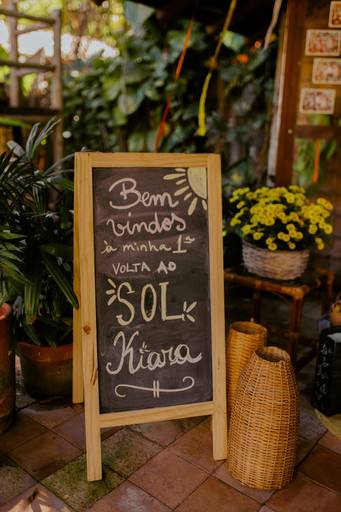 Bem
vindos
à minha 1ª
VOLTA AO
SOL
Kiara